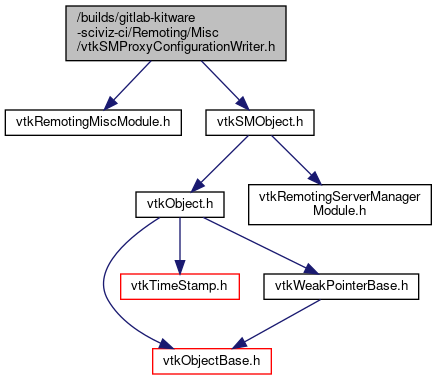 /builds/gitlab-kitware
-sciviz-ci/Remoting/Misc
/vtkSMProxyConfigurationWriter.h
vtkRemotingMiscModule.h
vtkSMObject.h
vtkObject.h
vtkRemotingServerManager
Module.h
vtkTimeStamp.h
vtkWeakPointerBase.h
vtkObjectBase.h